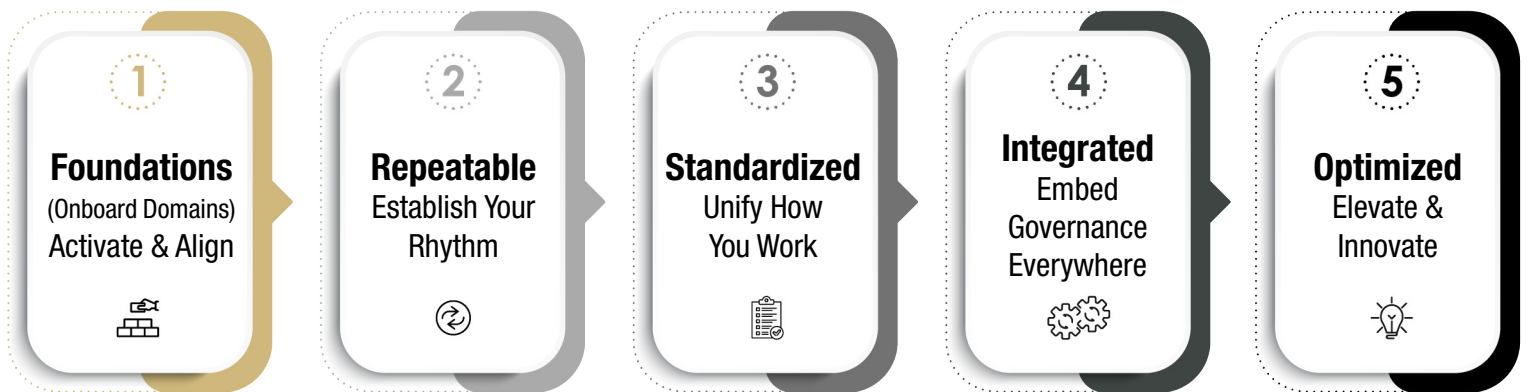 1
Foundations
(Onboard Domains)
Activate & Align
2
Repeatable
Establish Your
Rhythm
3
Standardized
Unify How
You Work
4
Integrated
Embed
Governance
Everywhere
5
Optimized
Elevate &
Innovate